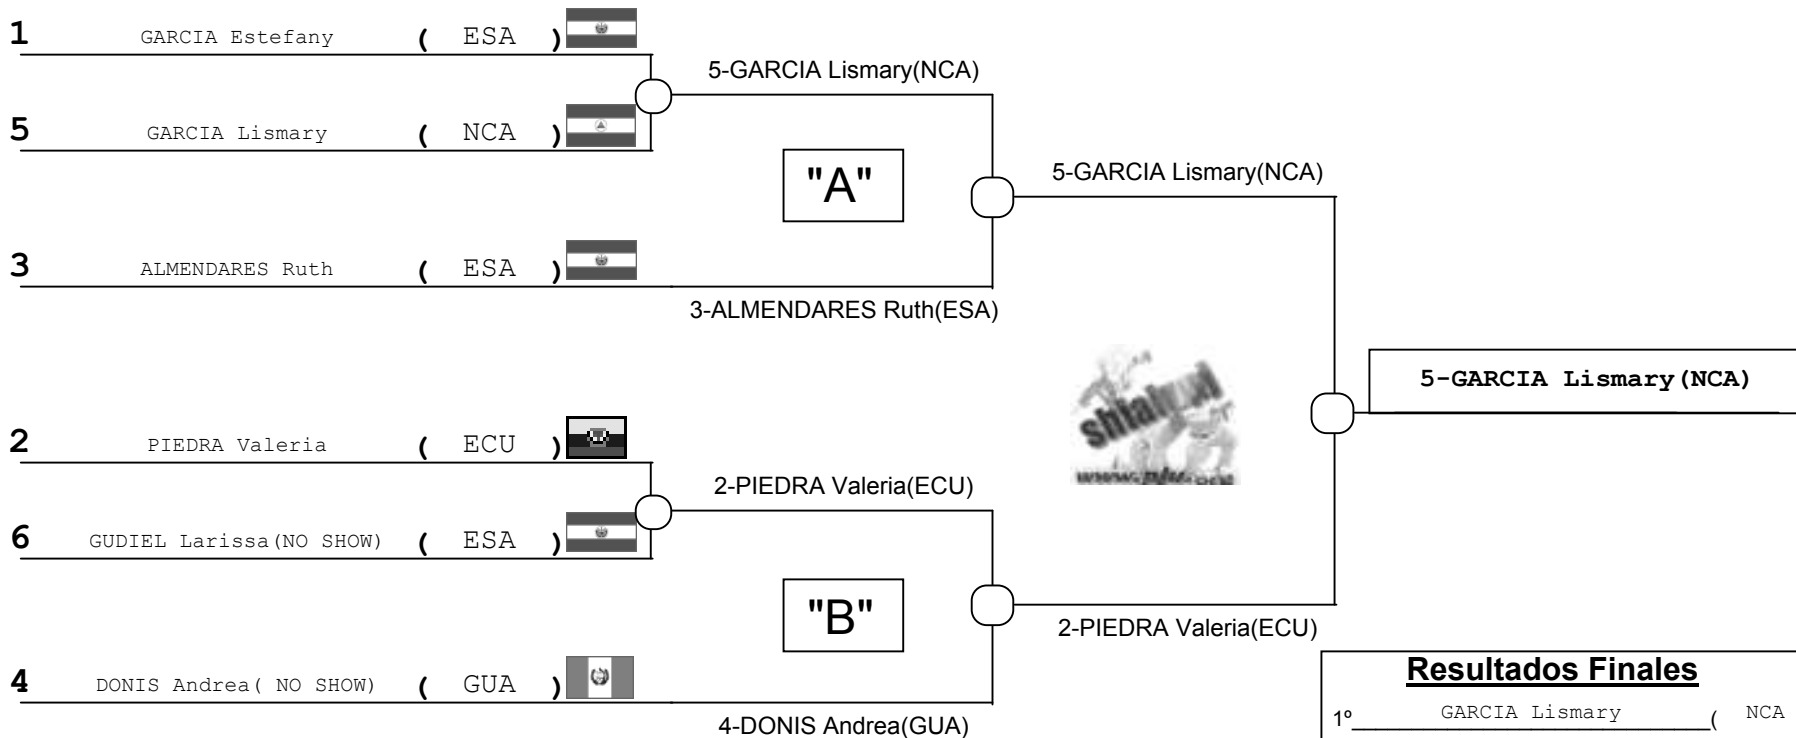 1 GARCIA Estefany ( ESA )
5-GARCIA Lismary(NCA)
5 GARCIA Lismary ( NCA )
"A"
5-GARCIA Lismary(NCA)
3 ALMENDARES Ruth ( ESA )
3-ALMENDARES Ruth(ESA)
5-GARCIA Lismary(NCA)
2 PIEDRA Valeria ( ECU )
2-PIEDRA Valeria(ECU)
6 GUDIEL Larissa(NO SHOW) ( ESA )
"B"
2-PIEDRA Valeria(ECU)
4 DONIS Andrea( NO SHOW) ( GUA )
4-DONIS Andrea(GUA)
Resultados Finales
1º GARCIA Lismary ( NCA